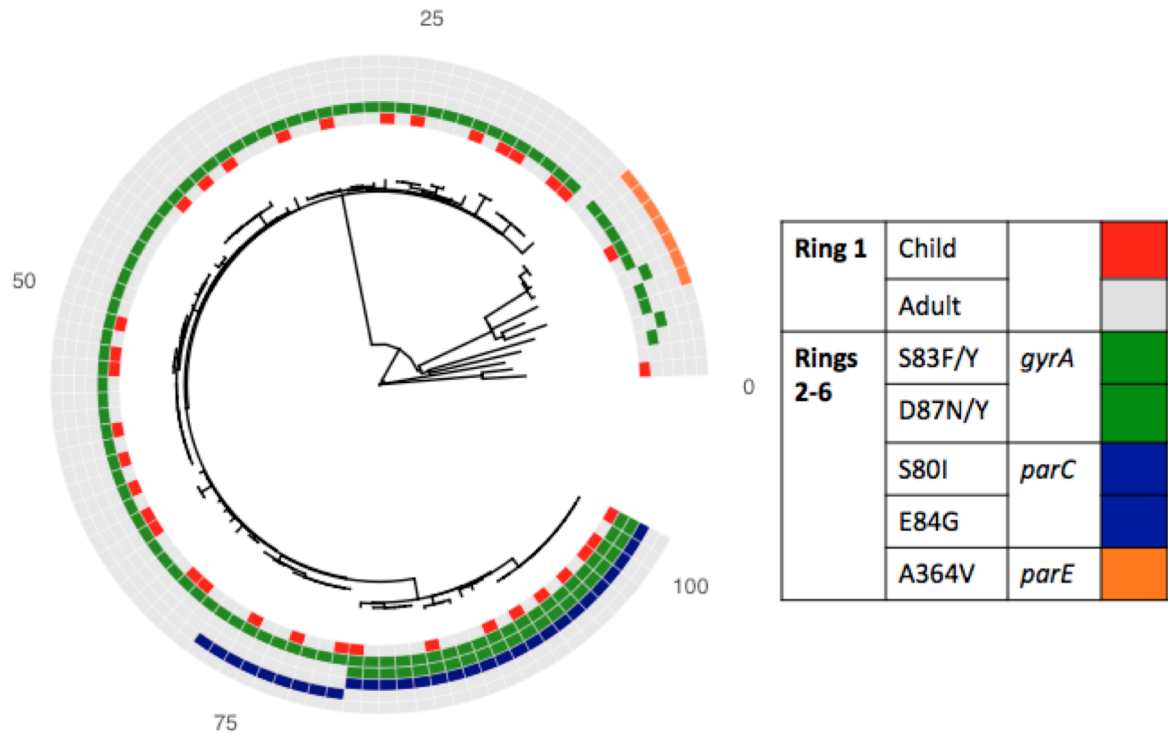 25
50
0
100
75
Ring 1
Child
Adult
Rings
2-6
S83F/Y
gyrA
D87N/Y
S80I
parC
E84G
A364V
parE